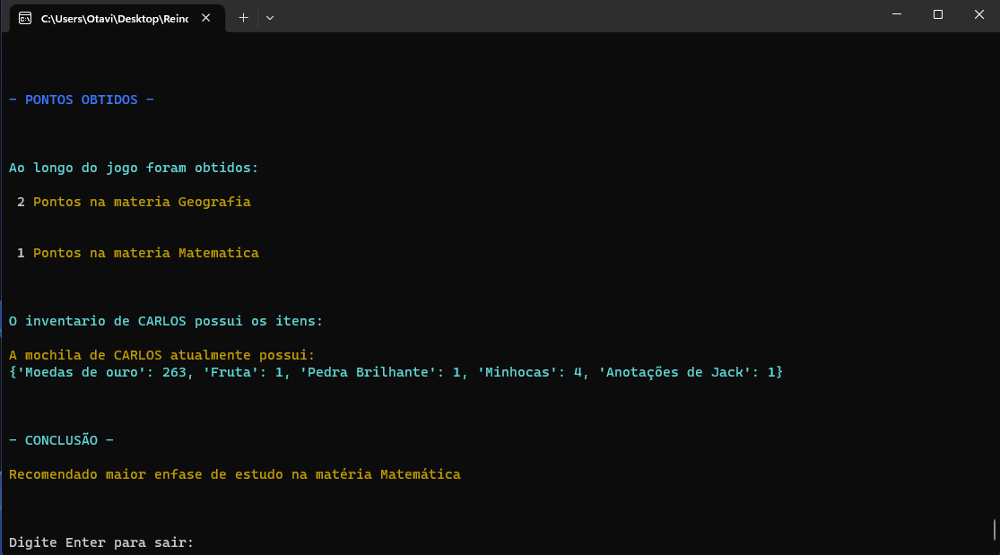 C:\Users\Otavi\Desktop\Rein
- PONTOS OBTIDOS -
Ao longo do jogo foram obtidos:
2 Pontos na materia Geografia
1 Pontos na materia Matematica
O inventario de CARLOS possui os itens:
A mochila de CARLOS atualmente possui:
{'Moedas de ouro': 263, 'Fruta': 1, 'Pedra Brilhante': 1, 'Minhocas': 4, 'Anotações de Jack': 1}
- CONCLUSÃO -
Recomendado maior enfase de estudo na matéria Matemática
Digite Enter para sair: